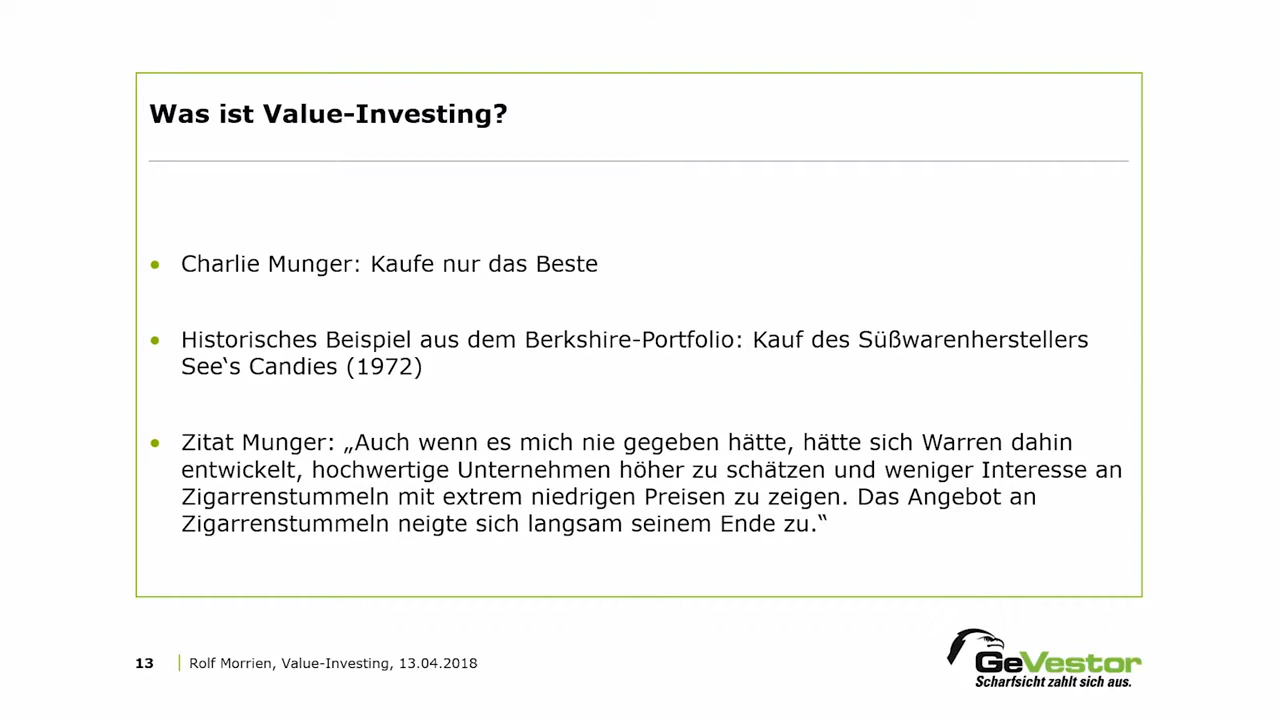 Was ist Value-Investing?
• Charlie Munger: Kaufe nur das Beste
• Historisches Beispiel aus dem Berkshire-Portfolio: Kauf des Süßwarenherstellers
See‘s Candies (1972)
• Zitat Munger: „Auch wenn es mich nie gegeben hätte, hätte sich Warren dahin
entwickelt, hochwertige Unternehmen höher zu schätzen und weniger Interesse an
Zigarrenstummeln mit extrem niedrigen Preisen zu zeigen. Das Angebot an
Zigarrenstummeln neigte sich langsam seinem Ende zu.“
13 Rolf Morrien, Value-Investing, 13.04.2018
GeVestor
Scharfsicht zahlt sich aus.